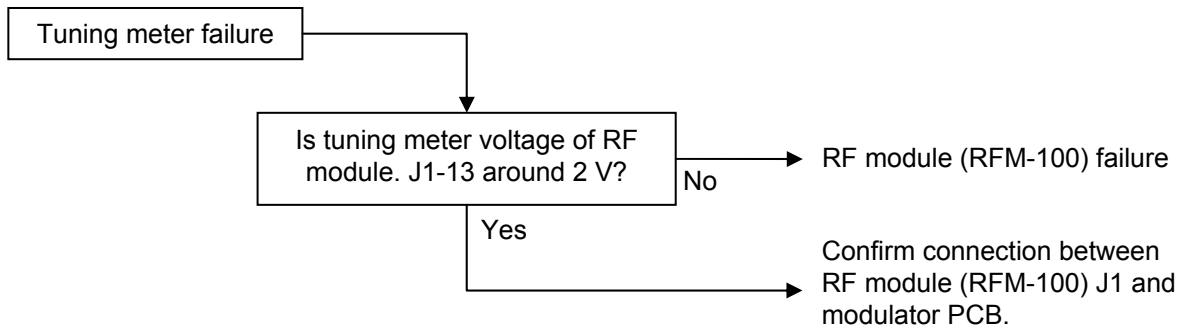 Tuning meter failure
Is tuning meter voltage of RF
module. J1-13 around 2 V?
No
RF module (RFM-100) failure
Yes
Confirm connection between
RF module (RFM-100) J1 and
modulator PCB.